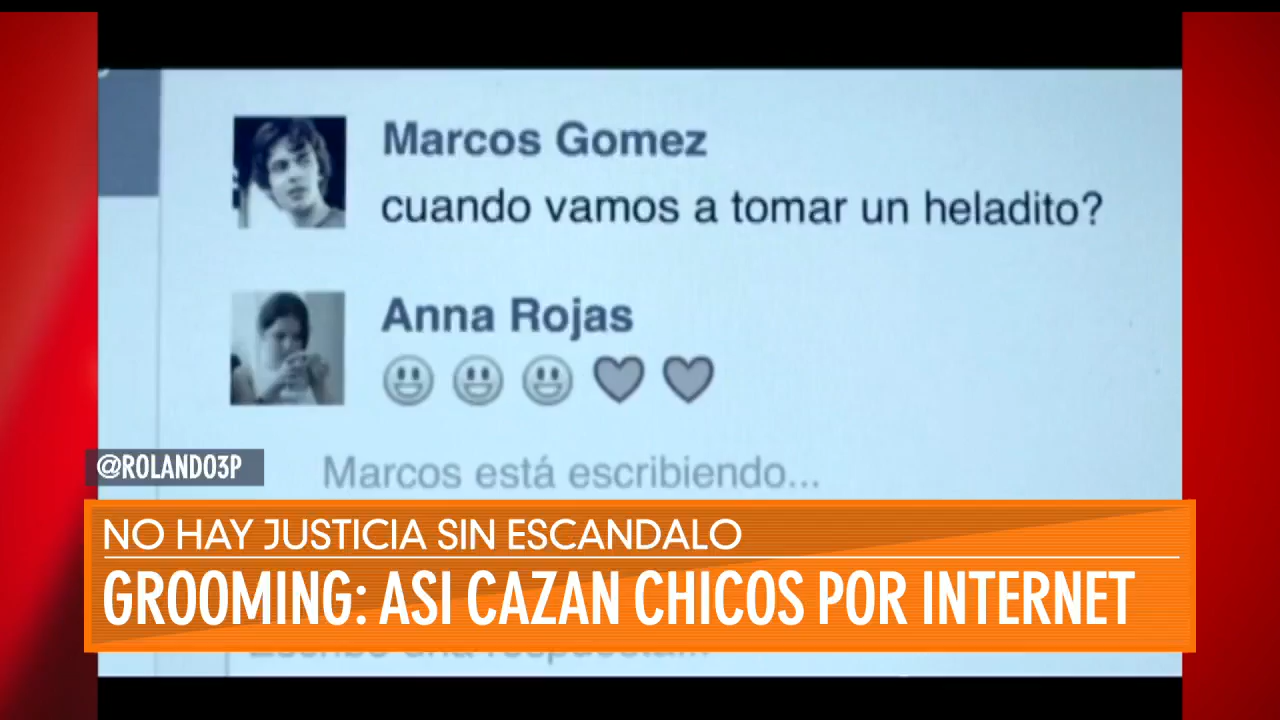 Marcos Gomez
cuando vamos a tomar un heladito?
Anna Rojas
Marcos está escribiendo...
@ROLANDO3P
NO HAY JUSTICIA SIN ESCANDALO
GROOMING: ASI CAZAN CHICOS POR INTERNET